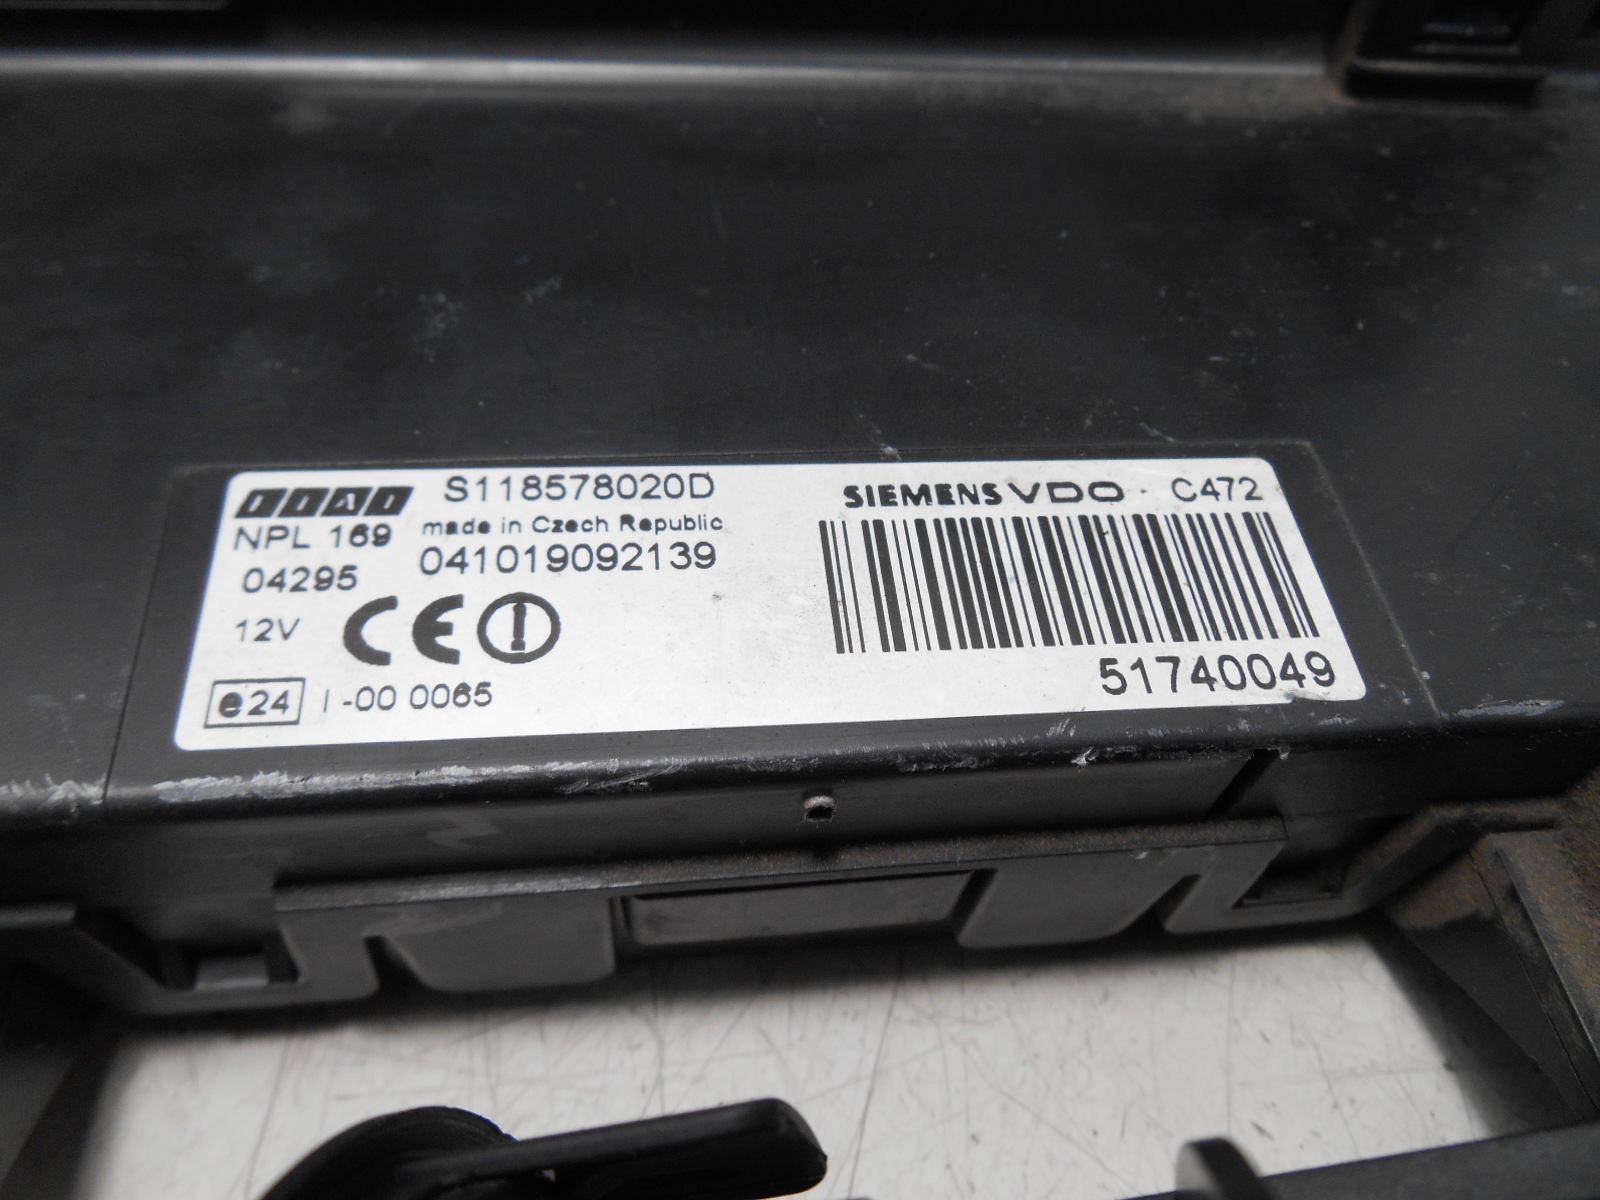 FIAT S118578020D SIEMENS VDO C472
NPL 169 made in Czech Republic
04295 041019092139
12V CE
e24 I -00 0065 51740049